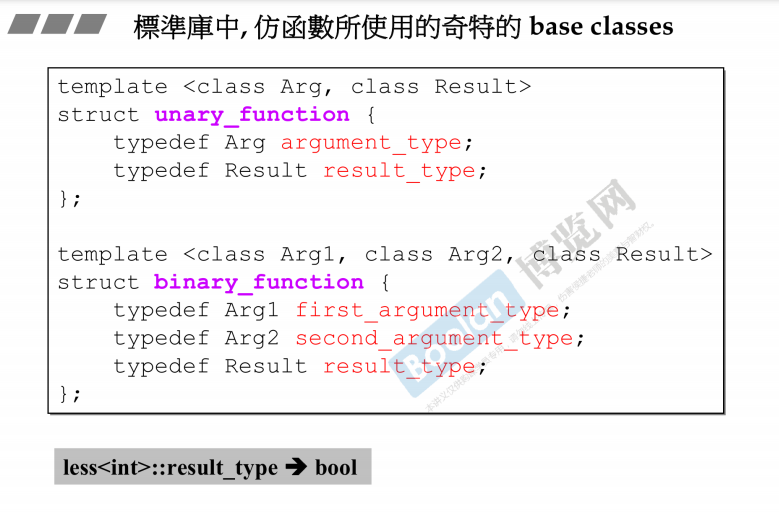 標準庫中, 仿函數所使用的奇特的 base classes
template <class Arg, class Result>
struct unary_function {
    typedef Arg argument_type;
    typedef Result result_type;
};
template <class Arg1, class Arg2, class Result>
struct binary_function {
    typedef Arg1 first_argument_type;
    typedef Arg2 second_argument_type;
    typedef Result result_type;
};
Boolan 博览网
less<int>::result_type ➔ bool